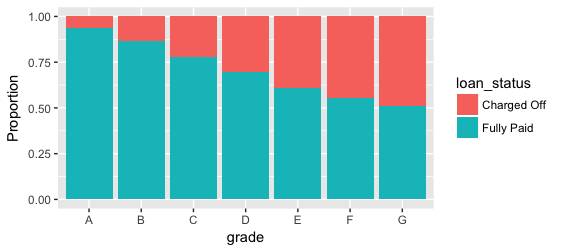 1.00
0.75
0.50
0.25
0.00
Proportion
A B C D E F G
grade
loan_status
Charged Off
Fully Paid